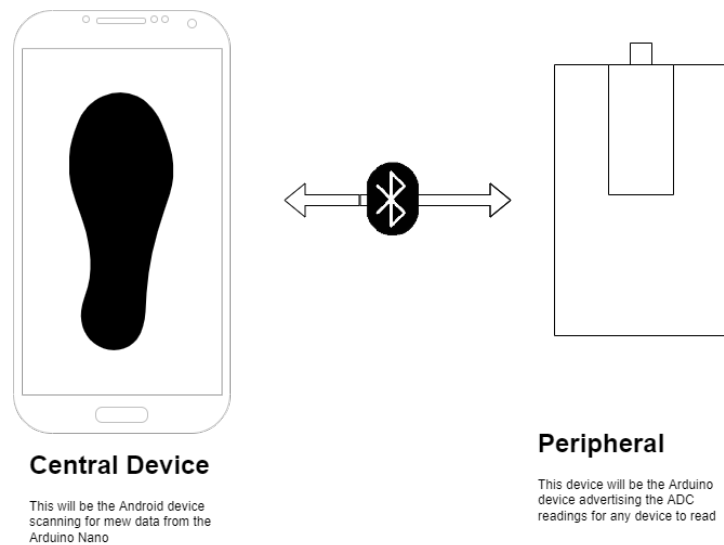 Central Device
This will be the Android device
scanning for mew data from the
Arduino Nano
Peripheral
This device will be the Arduino
device advertising the ADC
readings for any device to read